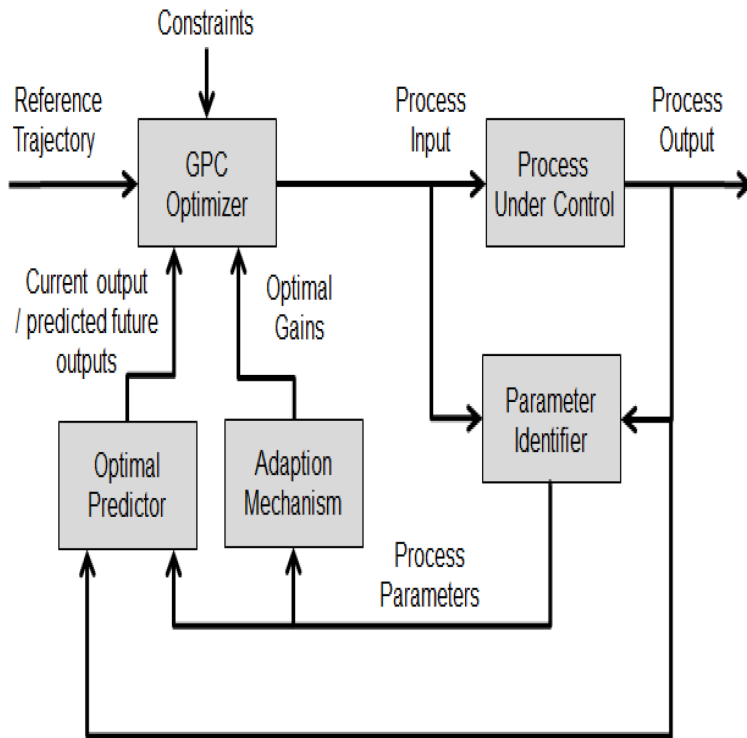 Constraints
Reference
Trajectory
GPC
Optimizer
Process
Input
Process
Under Control
Process
Output
Current output
/ predicted future
outputs
Optimal
Gains
Optimal
Predictor
Adaption
Mechanism
Parameter
Identifier
Process
Parameters